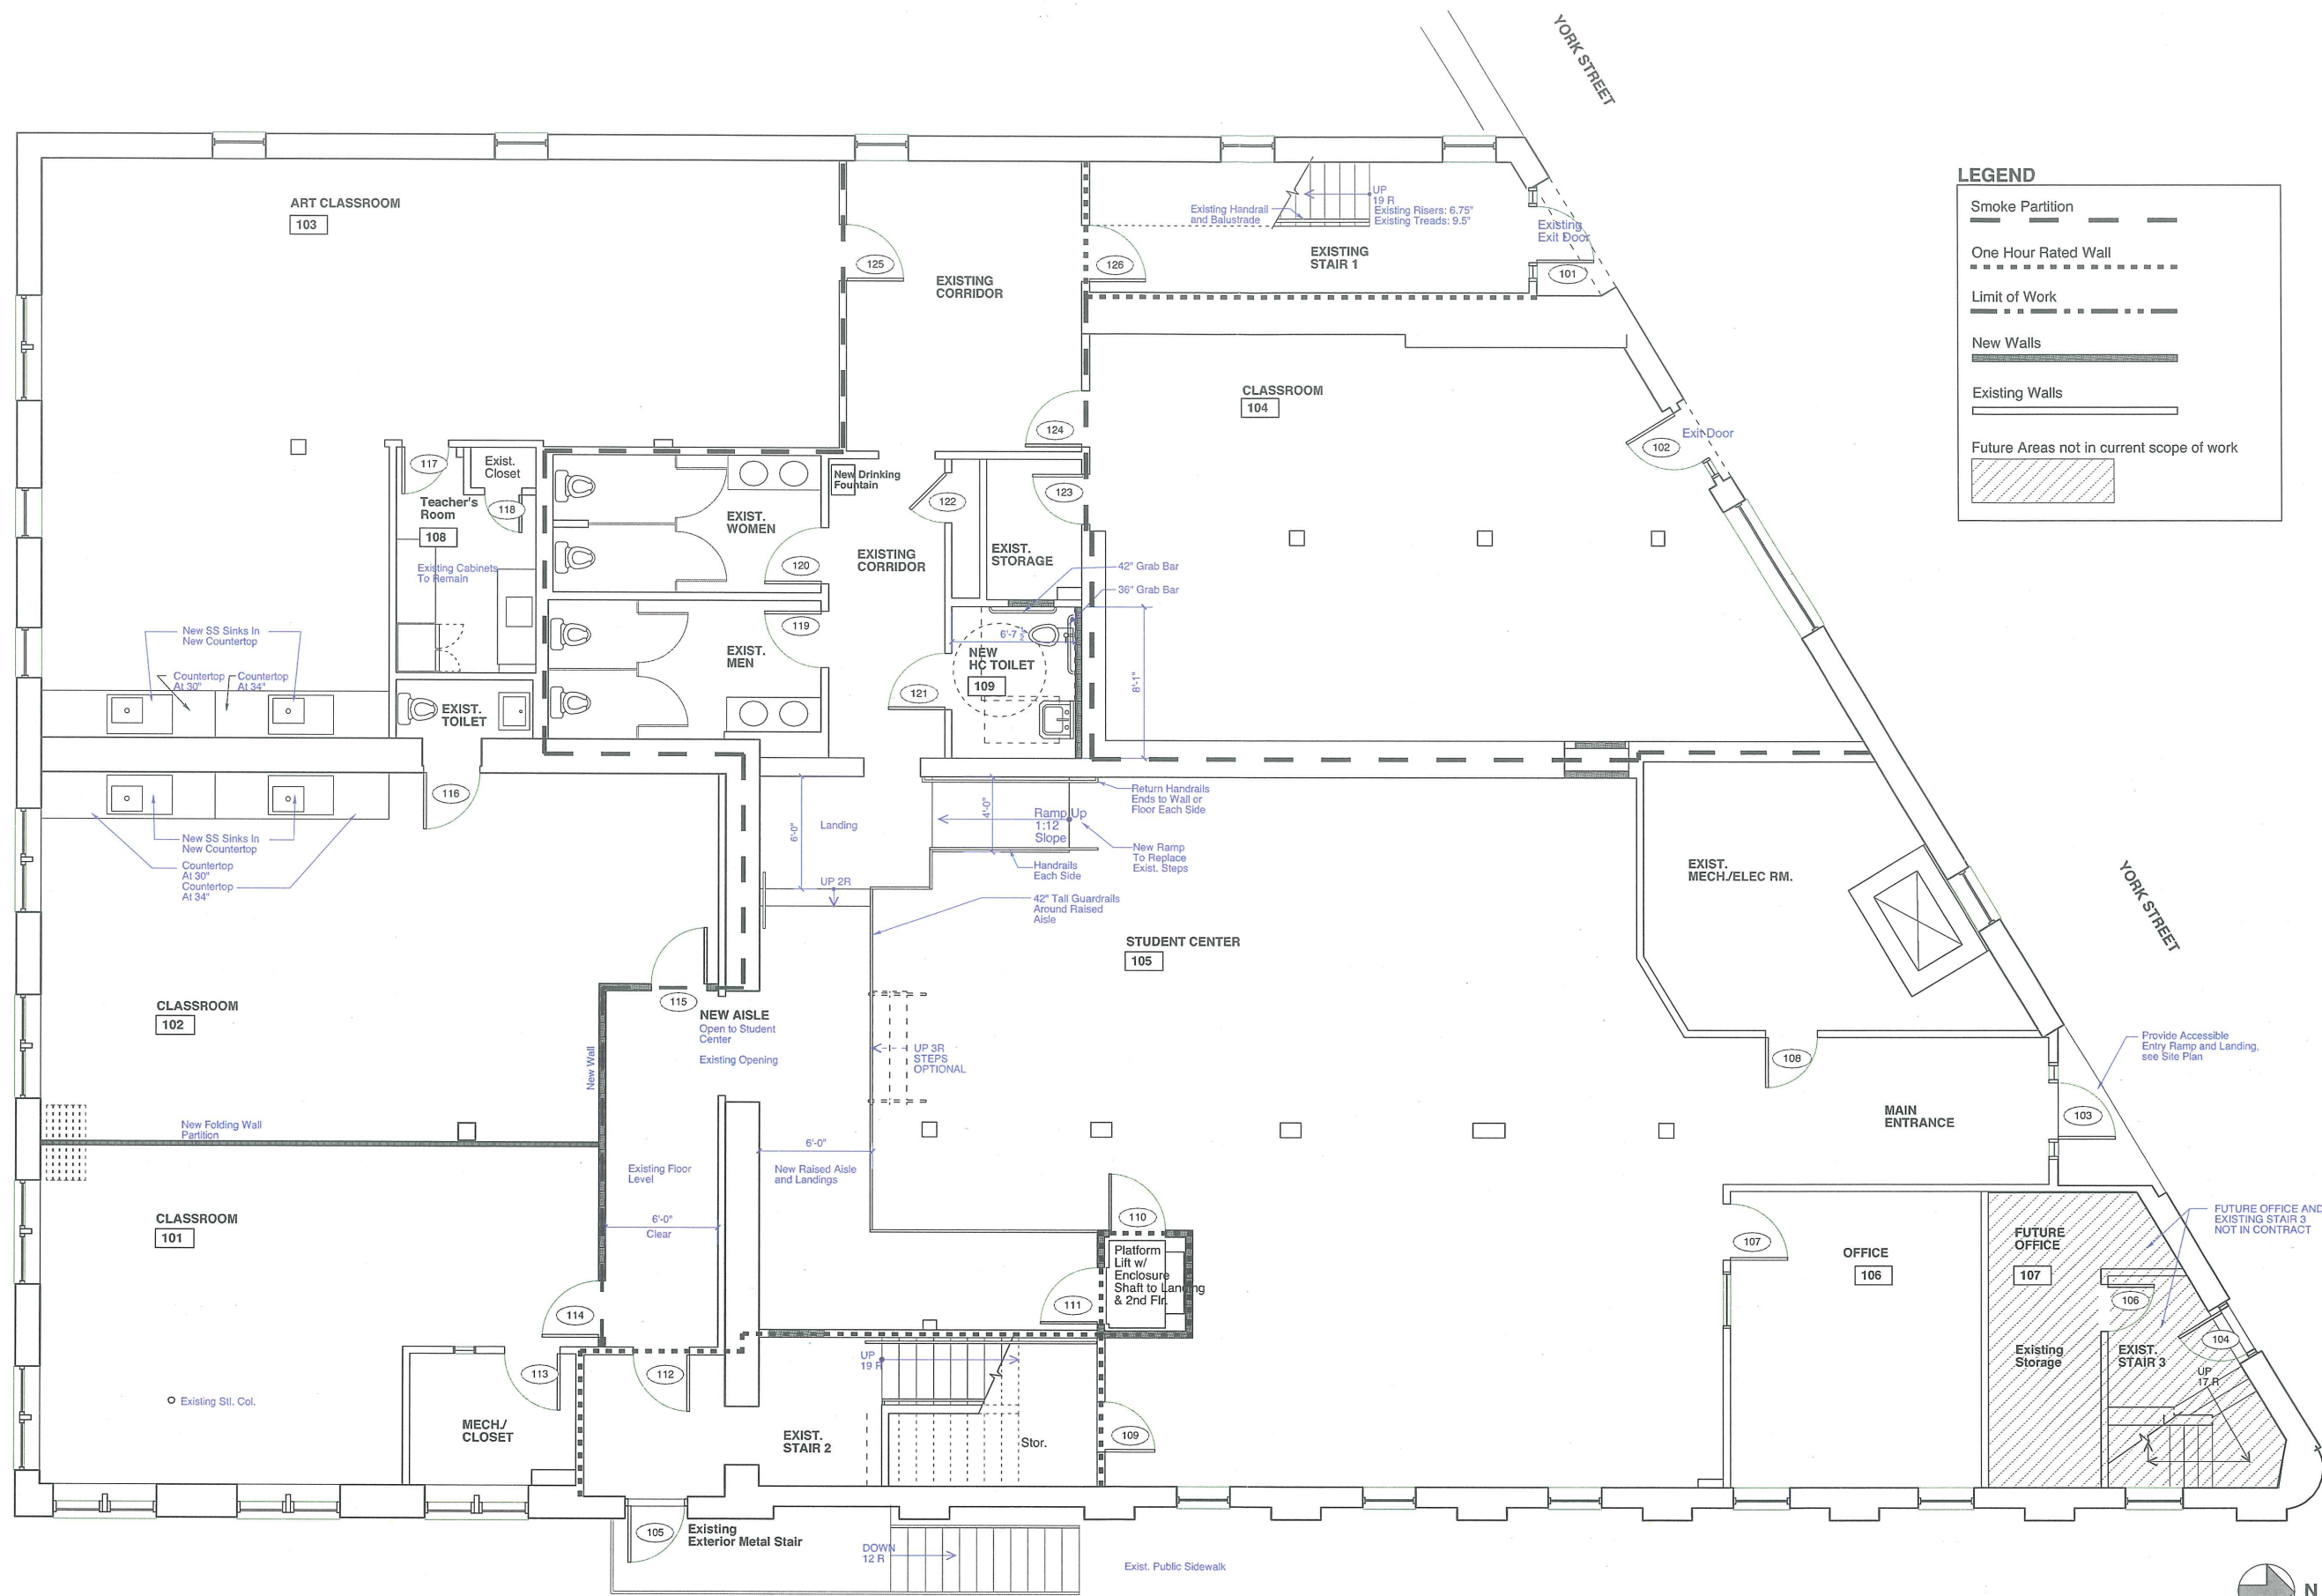 YORK STREET
LEGEND
Smoke Partition
One Hour Rated Wall
Limit of Work
New Walls
Existing Walls
Future Areas not in current scope of work
ART CLASSROOM
103
125
EXISTING
CORRIDOR
126
Existing Handrail
and Balustrade
UP
19 R
Existing Risers: 6.75"
Existing Treads: 9.5"
EXISTING
STAIR 1
Existing
Exit Door
101
CLASSROOM
104
124
Exit Door
102
117
Exist.
Closet
118
Teacher's
Room
108
Existing Cabinets
To Remain
EXIST.
WOMEN
120
New Drinking
Fountain
122
123
EXISTING
CORRIDOR
EXIST.
STORAGE
42" Grab Bar
36" Grab Bar
119
EXIST.
MEN
6'-7
NEW
HC TOILET
109
121
8'-1"
New SS Sinks In
New Countertop
Countertop
At 30"
Countertop
At 34"
EXIST.
TOILET
116
New SS Sinks In
New Countertop
Countertop
At 30"
Countertop
At 34"
6'-0"
Landing
4'-0"
Ramp Up
1:12
Slope
Return Handrails
Ends to Wall or
Floor Each Side
New Ramp
To Replace
Exist. Steps
Handrails
Each Side
UP 2R
42" Tall Guardrails
Around Raised
Aisle
STUDENT CENTER
105
EXIST.
MECH./ELEC RM.
YORK STREET
CLASSROOM
102
115
NEW AISLE
Open to Student
Center
Existing Opening
New Wall
UP 3R
STEPS
OPTIONAL
108
Provide Accessible
Entry Ramp and Landing,
see Site Plan
MAIN
ENTRANCE
103
New Folding Wall
Partition
6'-0"
Existing Floor
Level
New Raised Aisle
and Landings
6'-0"
Clear
CLASSROOM
101
110
Platform
Lift w/
Enclosure
Shaft to Landing
& 2nd Flr.
111
107
OFFICE
106
FUTURE
OFFICE
107
FUTURE OFFICE AND
EXISTING STAIR 3
NOT IN CONTRACT
106
104
Existing
Storage
EXIST.
STAIR 3
UP
17 R
114
113
112
UP
19 R
Existing Stl. Col.
MECH./
CLOSET
EXIST.
STAIR 2
Stor.
109
105
Existing
Exterior Metal Stair
DOWN
12 R
Exist. Public Sidewalk
N